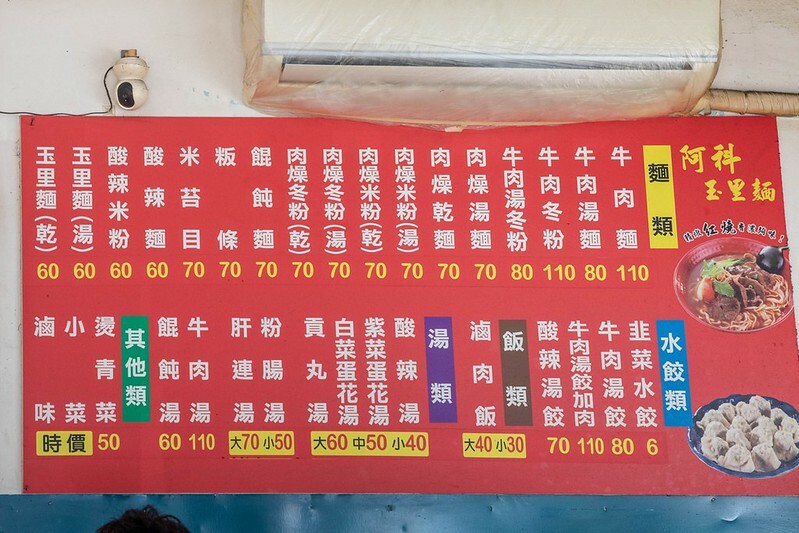 阿科
玉里麵
紅燒
麵類
牛肉麵 110
牛肉湯麵 80
牛肉冬粉 110
牛肉湯冬粉 80
肉燥湯麵 70
肉燥乾麵 70
肉燥米粉(湯) 70
肉燥米粉(乾) 70
肉燥冬粉(湯) 70
肉燥冬粉(乾) 70
餛飩麵 70
粄條 70
米苔目 70
酸辣麵 60
酸辣米粉 60
玉里麵(湯) 60
玉里麵(乾) 60
水餃類
韭菜水餃 6
牛肉湯餃 80
牛肉湯餃加肉 110
酸辣湯餃 70
飯類
滷肉飯
大40小30
湯類
酸辣湯
紫菜蛋花湯
白菜蛋花湯
貢丸湯
大60中50小40
粉腸湯
肝連湯
大70小50
牛肉湯 110
餛飩湯 60
其他類
燙青菜 50
小菜
滷味
時價